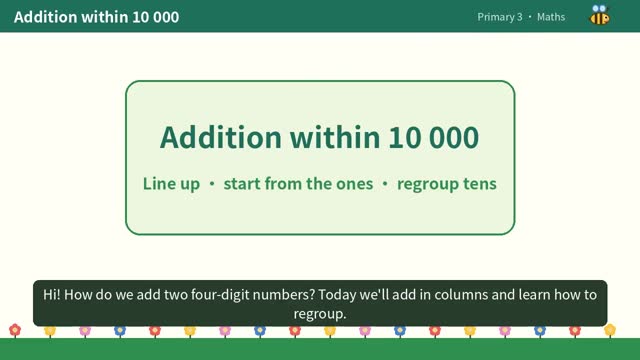 Addition within 10 000
Primary 3 • Maths
Addition within 10 000
Line up • start from the ones • regroup tens
Hi! How do we add two four-digit numbers? Today we'll add in columns and learn how to
regroup.